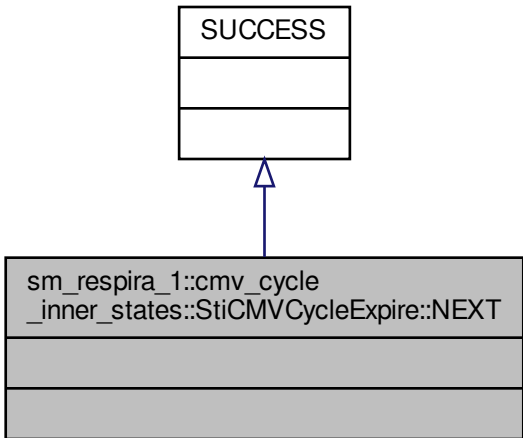 SUCCESS
sm_respira_1::cmv_cycle
_inner_states::StiCMVCycleExpire::NEXT